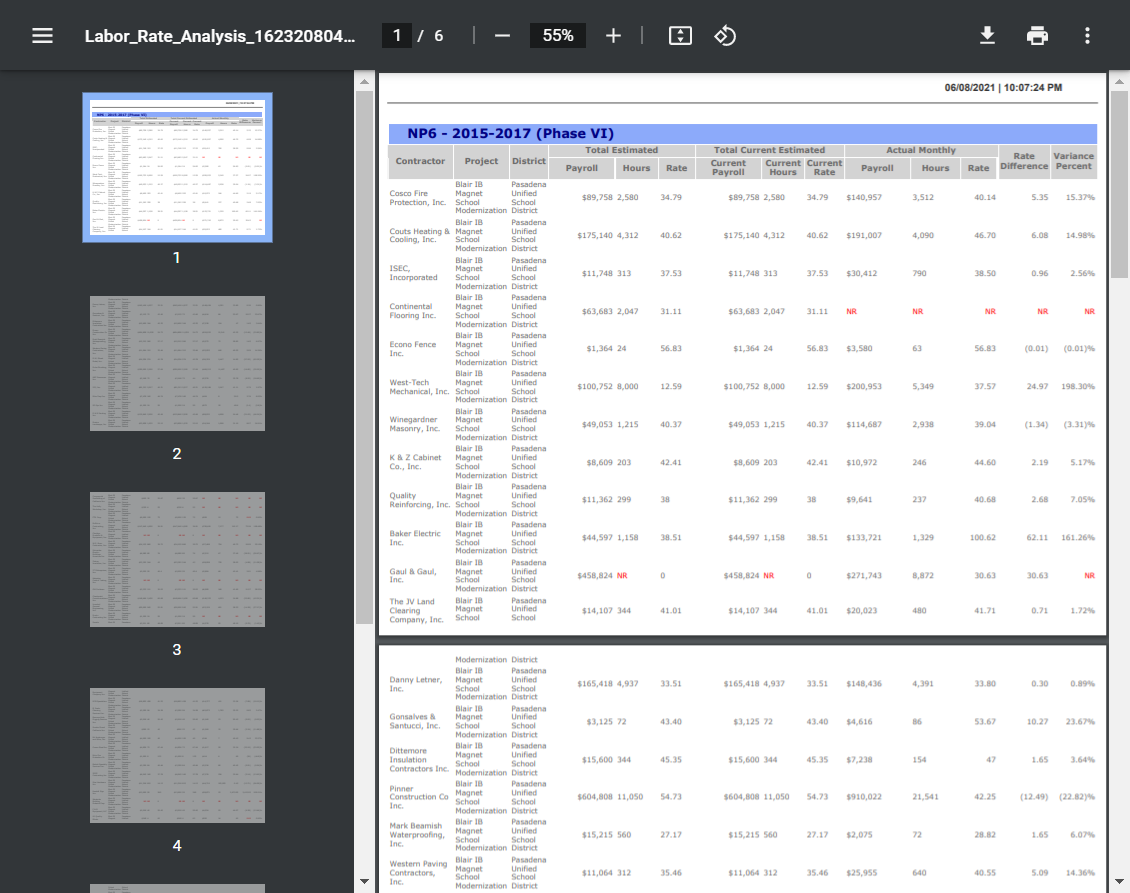 Labor_Rate_Analysis_162320804...
1 / 6
55%
06/08/2021 | 10:07:24 PM
NP6 - 2015-2017 (Phase VI)
Total Estimated Total Current Estimated Actual Monthly
Contractor Project District Payroll Hours Rate Current Payroll Current Hours Current Rate Payroll Hours Rate Rate Difference Variance Percent
Cosco Fire Protection, Inc. Blair IB Magnet School Modernization Pasadena Unified School District $89,758 2,580 34.79 $89,758 2,580 34.79 $140,957 3,512 40.14 5.35 15.37%
Couts Heating & Cooling, Inc. Blair IB Magnet School Modernization Pasadena Unified School District $175,140 4,312 40.62 $175,140 4,312 40.62 $191,007 4,090 46.70 6.08 14.98%
ISEC, Incorporated Blair IB Magnet School Modernization Pasadena Unified School District $11,748 313 37.53 $11,748 313 37.53 $30,412 790 38.50 0.96 2.56%
Continental Flooring Inc. Blair IB Magnet School Modernization Pasadena Unified School District $63,683 2,047 31.11 $63,683 2,047 31.11 NR NR NR NR NR
Econo Fence Inc. Blair IB Magnet School Modernization Pasadena Unified School District $1,364 24 56.83 $1,364 24 56.83 $3,580 63 56.83 (0.01) (0.01)%
West-Tech Mechanical, Inc. Blair IB Magnet School Modernization Pasadena Unified School District $100,752 8,000 12.59 $100,752 8,000 12.59 $200,953 5,349 37.57 24.97 198.30%
Winegardner Masonry, Inc. Blair IB Magnet School Modernization Pasadena Unified School District $49,053 1,215 40.37 $49,053 1,215 40.37 $114,687 2,938 39.04 (1.34) (3.31)%
K & Z Cabinet Co., Inc. Blair IB Magnet School Modernization Pasadena Unified School District $8,609 203 42.41 $8,609 203 42.41 $10,972 246 44.60 2.19 5.17%
Quality Reinforcing, Inc. Blair IB Magnet School Modernization Pasadena Unified School District $11,362 299 38 $11,362 299 38 $9,641 237 40.68 2.68 7.05%
Baker Electric Inc. Blair IB Magnet School Modernization Pasadena Unified School District $44,597 1,158 38.51 $44,597 1,158 38.51 $133,721 1,329 100.62 62.11 161.26%
Gaul & Gaul, Inc. Blair IB Magnet School Modernization Pasadena Unified School District $458,824 NR 0 $458,824 NR 0 $271,743 8,872 30.63 30.63 NR
The JV Land Clearing Company, Inc. Blair IB Magnet School Pasadena Unified School $14,107 344 41.01 $14,107 344 41.01 $20,023 480 41.71 0.71 1.72%
Modernization District
Danny Letner, Inc. Blair IB Magnet School Modernization Pasadena Unified School District $165,418 4,937 33.51 $165,418 4,937 33.51 $148,436 4,391 33.80 0.30 0.89%
Gonsalves & Santucci, Inc. Blair IB Magnet School Modernization Pasadena Unified School District $3,125 72 43.40 $3,125 72 43.40 $4,616 86 53.67 10.27 23.67%
Dittemore Insulation Contractors Inc. Blair IB Magnet School Modernization Pasadena Unified School District $15,600 344 45.35 $15,600 344 45.35 $7,238 154 47 1.65 3.64%
Pinner Construction Co Inc. Blair IB Magnet School Modernization Pasadena Unified School District $604,808 11,050 54.73 $604,808 11,050 54.73 $910,022 21,541 42.25 (12.49) (22.82)%
Mark Beamish Waterproofing, Inc. Blair IB Magnet School Modernization Pasadena Unified School District $15,215 560 27.17 $15,215 560 27.17 $2,075 72 28.82 1.65 6.07%
Western Paving Contractors, Inc. Blair IB Magnet School Modernization Pasadena Unified School District $11,064 312 35.46 $11,064 312 35.46 $25,955 640 40.55 5.09 14.36%
1
2
3
4